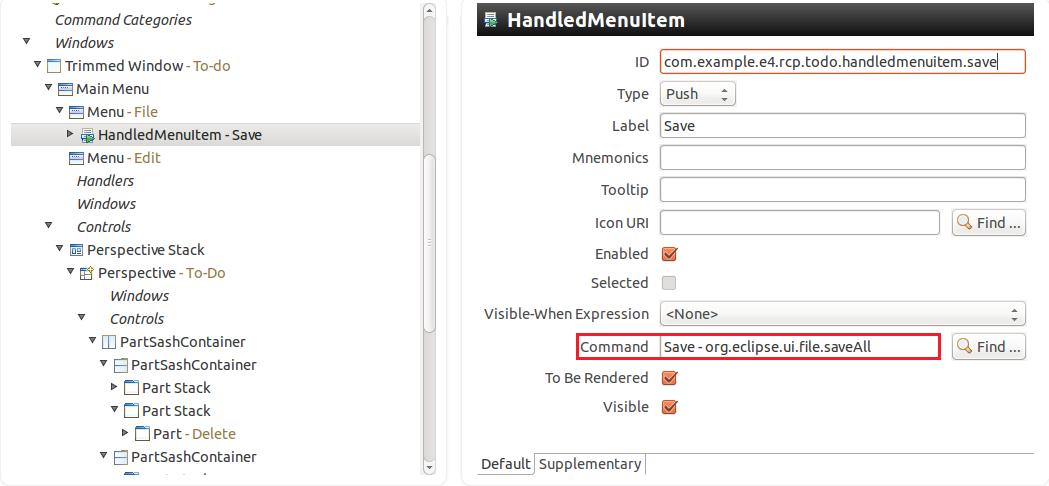 Command Categories
Windows
Trimmed Window - To-do
Main Menu
Menu - File
HandledMenuItem - Save
Menu - Edit
Handlers
Windows
Controls
Perspective Stack
Perspective - To-Do
Windows
Controls
PartSashContainer
PartSashContainer
Part Stack
Part Stack
Part - Delete
PartSashContainer
HandledMenuItem
ID com.example.e4.rcp.todo.handledmenuitem.save
Type Push
Label Save
Mnemonics
Tooltip
Icon URI Find ...
Enabled
Selected
Visible-When Expression <None>
Command Save - org.eclipse.ui.file.saveAll Find ...
To Be Rendered
Visible
Default Supplementary